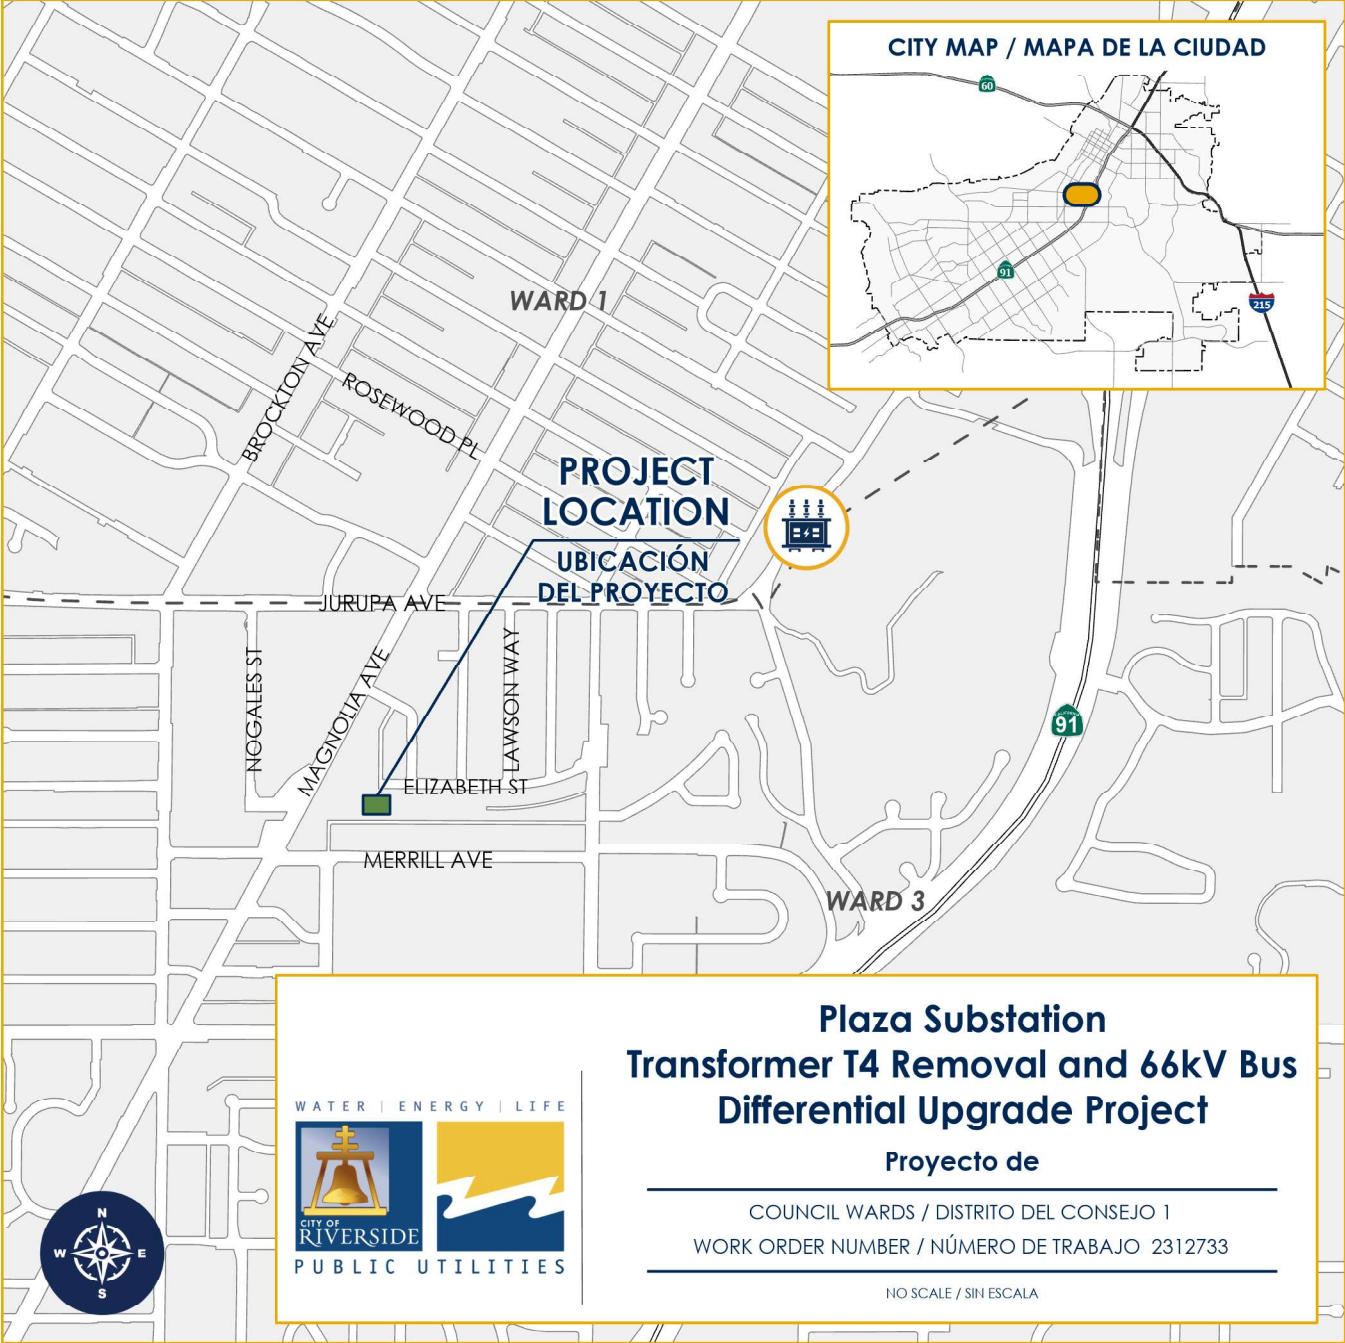 CITY MAP / MAPA DE LA CIUDAD
60
91
215
WARD 1
BROCKTON AVE
ROSEWOOD PL
PROJECT
LOCATION
UBICACIÓN
DEL PROYECTO
JURUPA AVE
NOGALES ST
MAGNOLIA AVE
LAWSON WAY
CALIFORNIA
91
ELIZABETH ST
MERRILL AVE
WARD 3
Plaza Substation
Transformer T4 Removal and 66kV Bus
Differential Upgrade Project
Proyecto de
COUNCIL WARDS / DISTRITO DEL CONSEJO 1
WORK ORDER NUMBER / NÚMERO DE TRABAJO 2312733
NO SCALE / SIN ESCALA
WATER | ENERGY | LIFE
CITY OF
RIVERSIDE
PUBLIC UTILITIES
N
W E
S